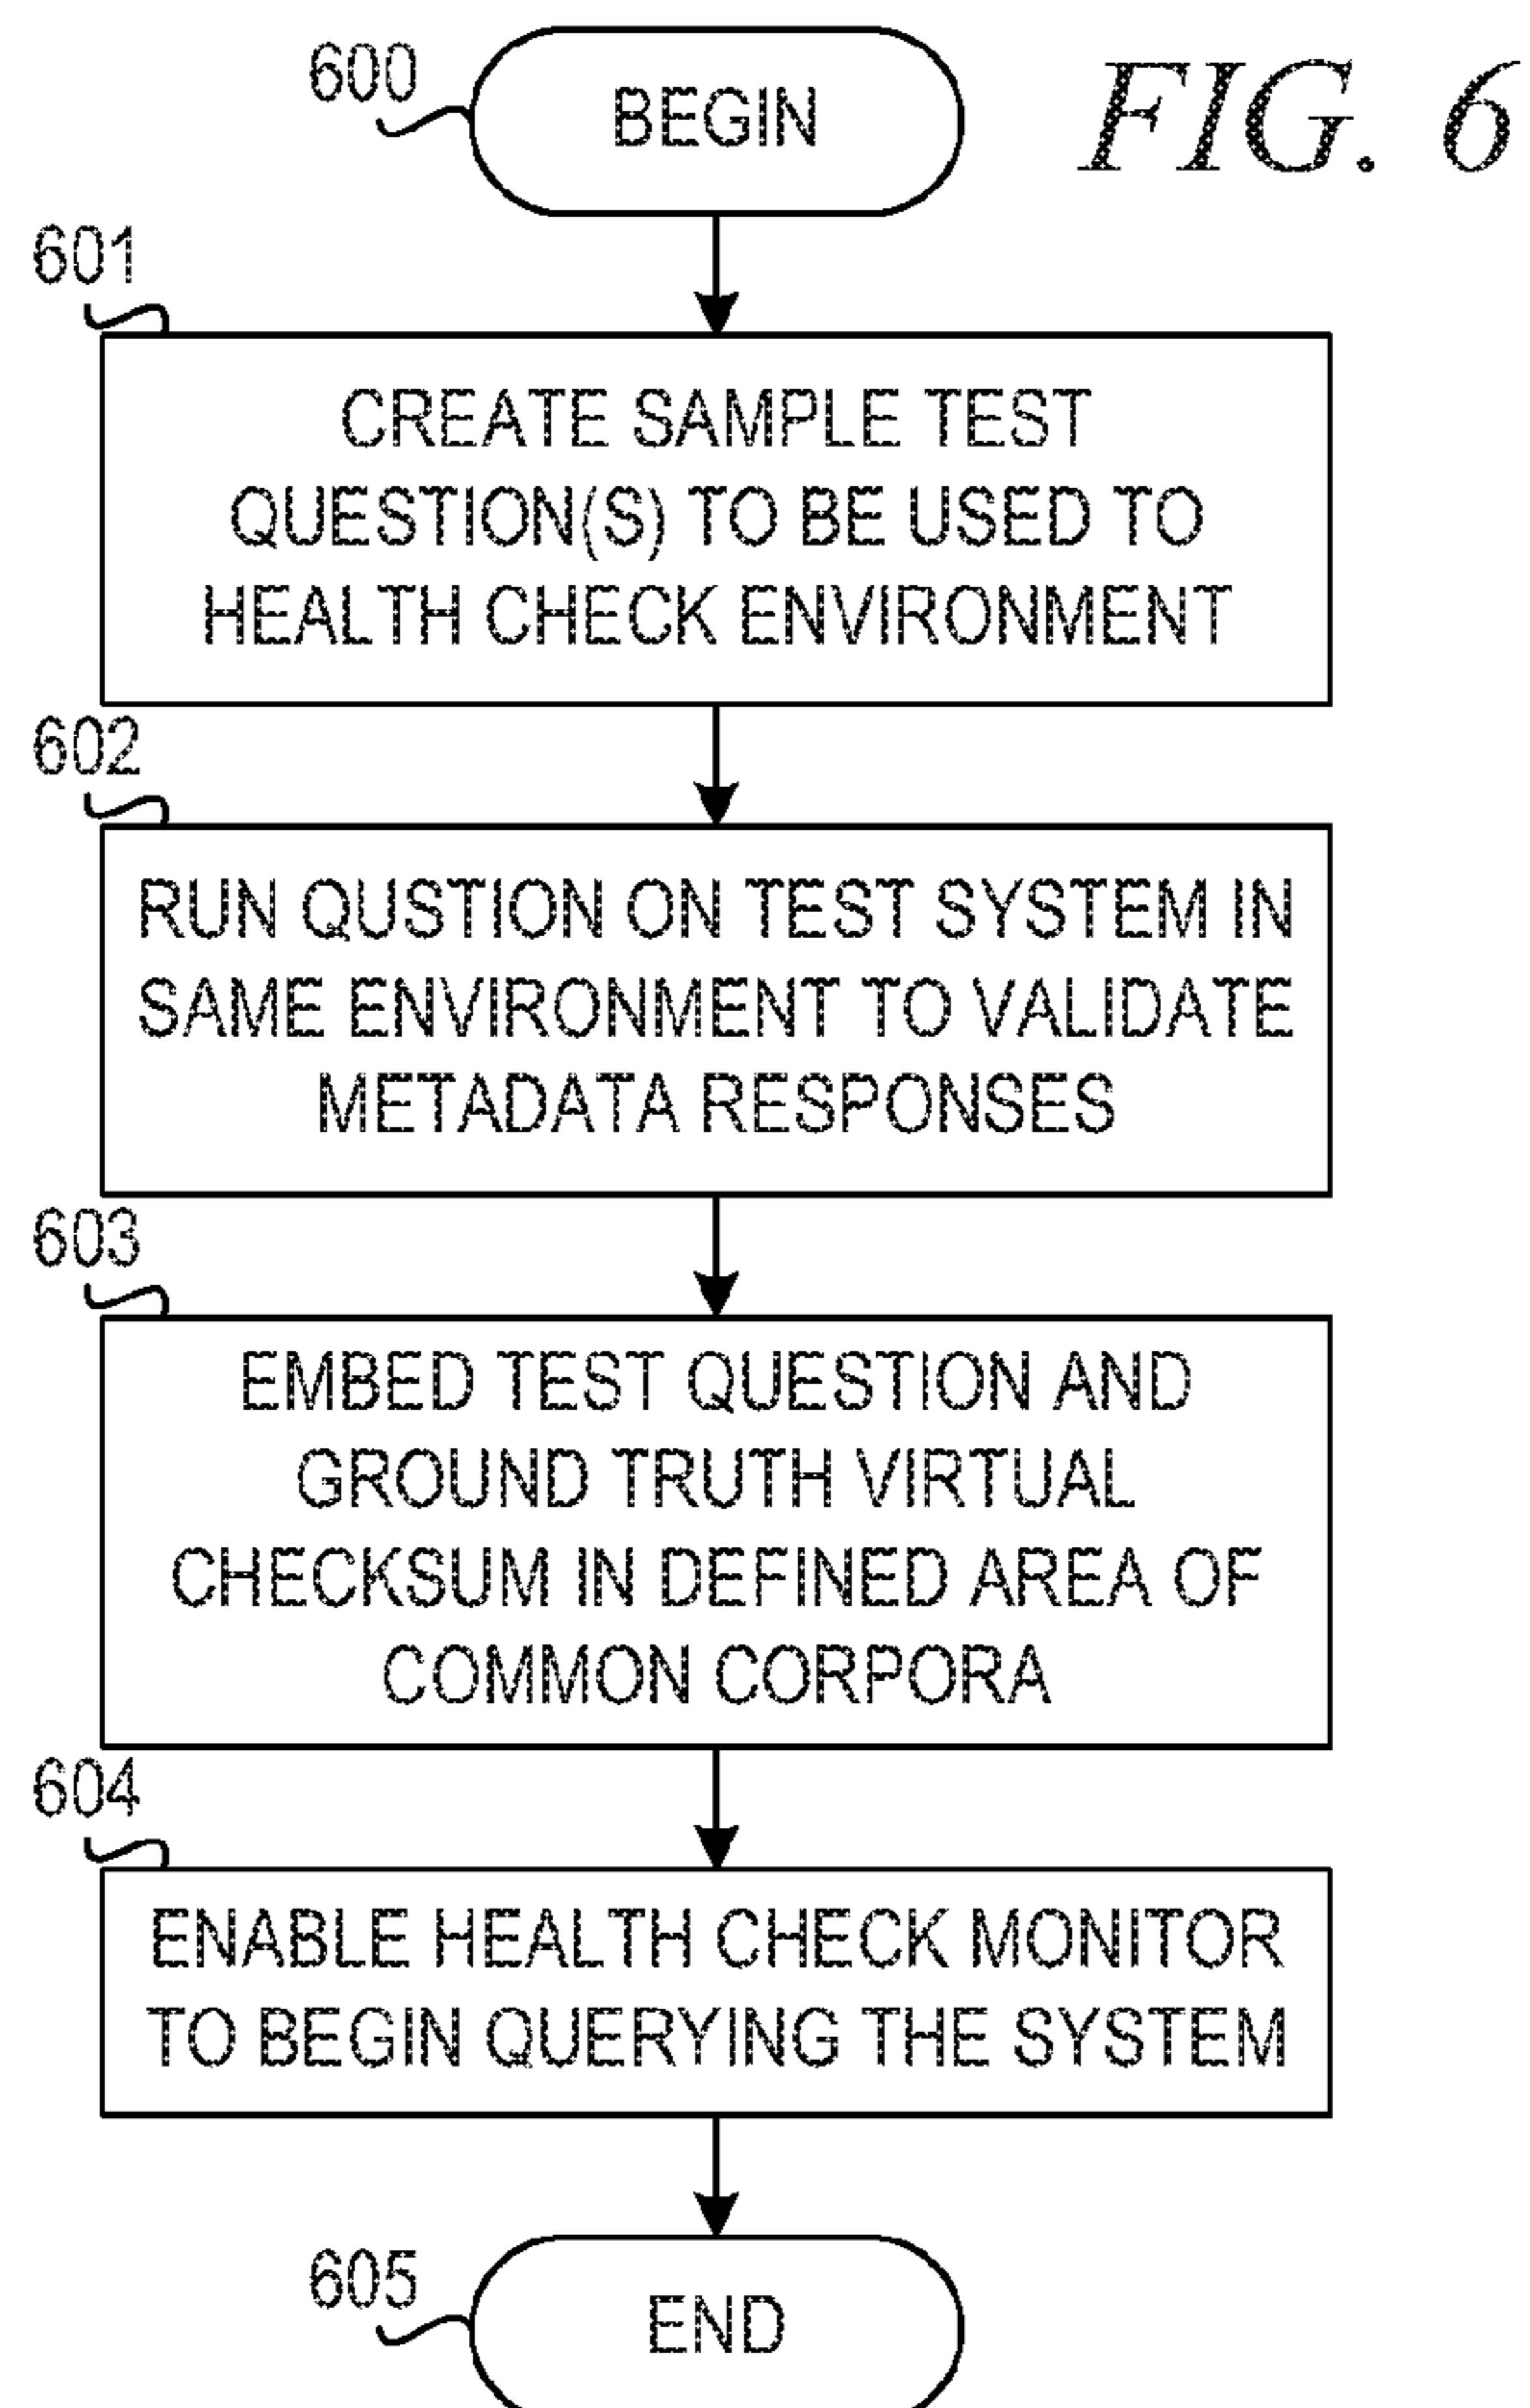 600
BEGIN
FIG. 6
601
CREATE SAMPLE TEST
QUESTION(S) TO BE USED TO
HEALTH CHECK ENVIRONMENT
602
RUN QUSTION ON TEST SYSTEM IN
SAME ENVIRONMENT TO VALIDATE
METADATA RESPONSES
603
EMBED TEST QUESTION AND
GROUND TRUTH VIRTUAL
CHECKSUM IN DEFINED AREA OF
COMMON CORPORA
604
ENABLE HEALTH CHECK MONITOR
TO BEGIN QUERYING THE SYSTEM
605
END